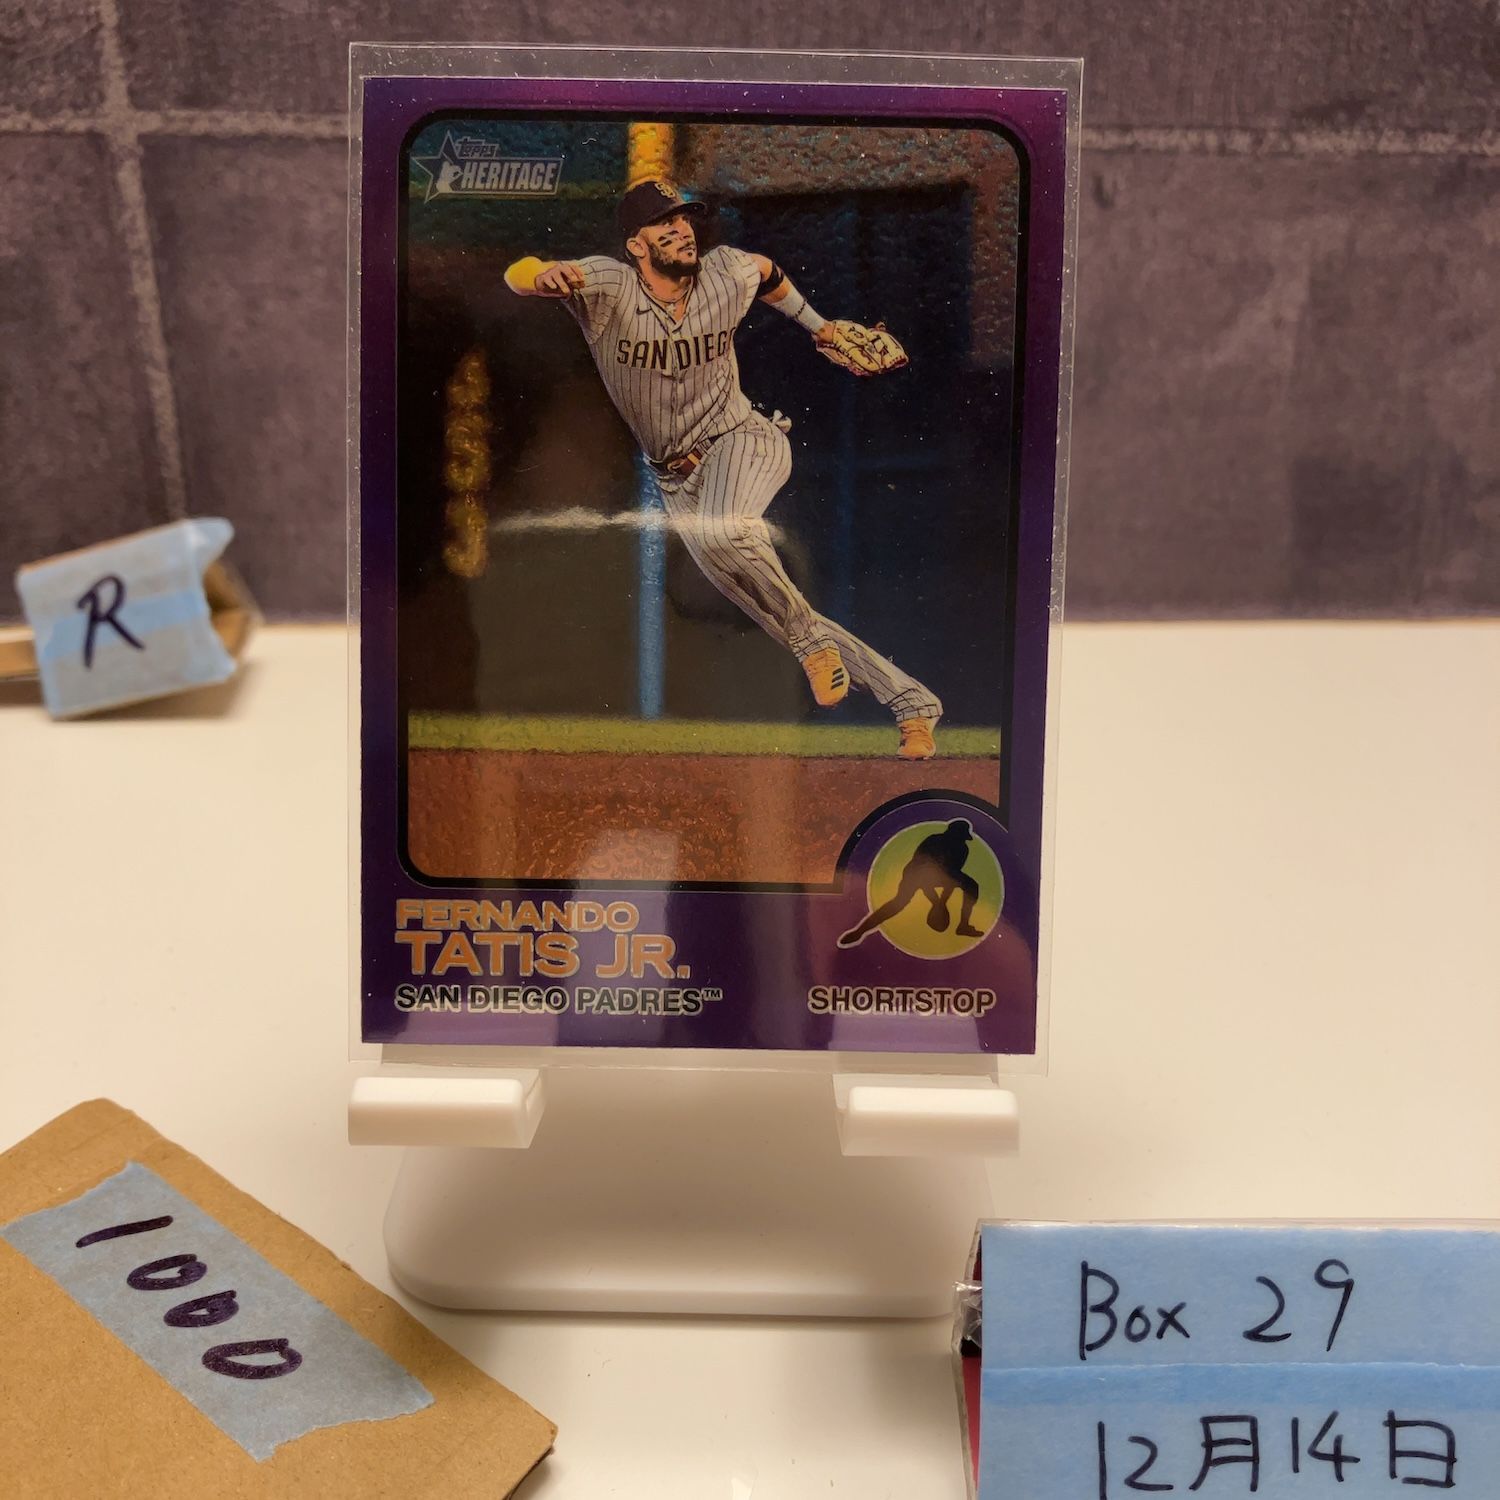 topps
HERITAGE
SAN DIEG
FERNANDO
TATIS JR.
SAN DIEGO PADRES™
SHORTSTOP
R
1000
Box 29
12月14日